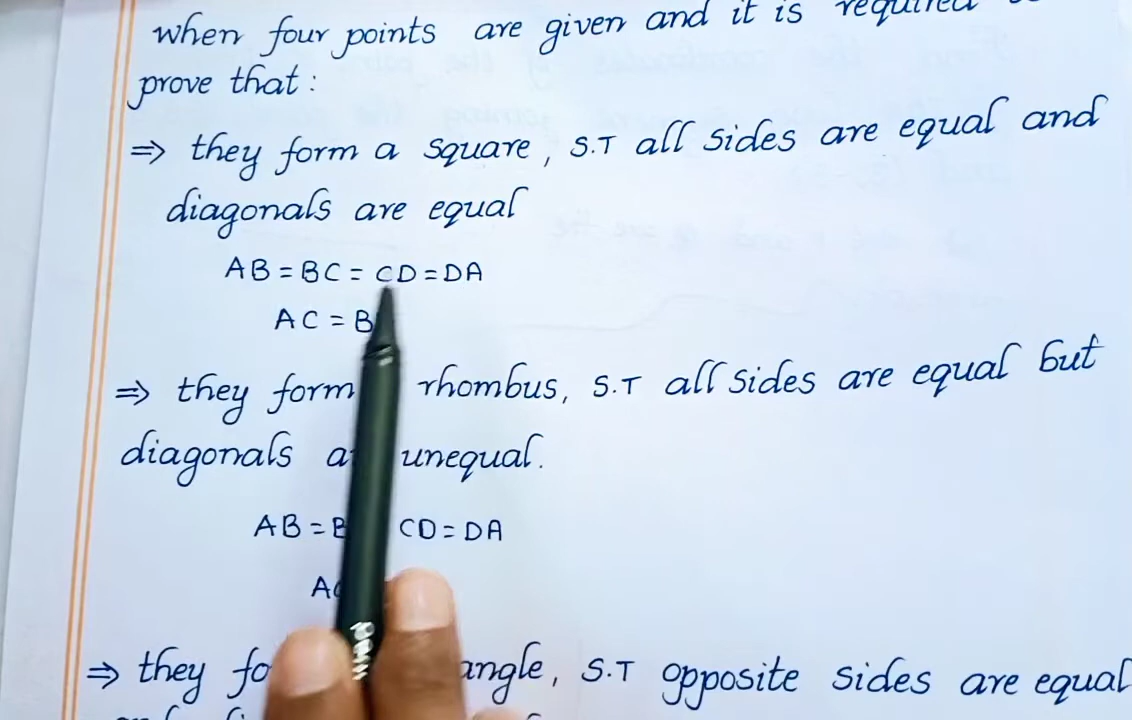 when four points are given and it is required
prove that :
⇒ they form a square, S.T all sides are equal and
diagonals are equal
AB = BC = CD = DA
AC = B
⇒ they form rhombus, S.T all sides are equal but
diagonals unequal.
AB = B CD = DA
A
⇒ they fo angle, S.T opposite sides are equal